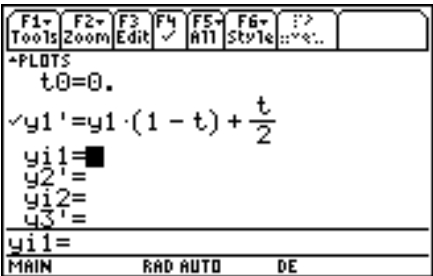 F1▾ F2▾ F3 F4 F5▾ F6▾
Tools Zoom Edit ✓ All Style
▴PLOTS
t0=0.
✓y1'=y1·(1 − t) + t/2
yi1=
y2'=
yi2=
y3'=
yi1=
MAIN RAD AUTO DE